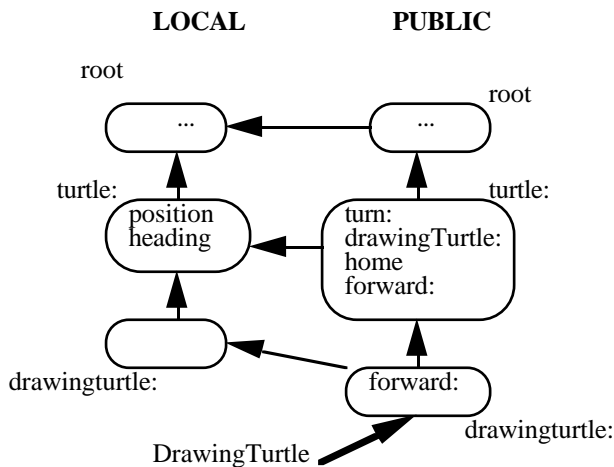 LOCAL PUBLIC
root
root
... ...
turtle: turtle:
position
heading
turn:
drawingTurtle:
home
forward:
drawingturtle:
forward:
drawingturtle:
DrawingTurtle